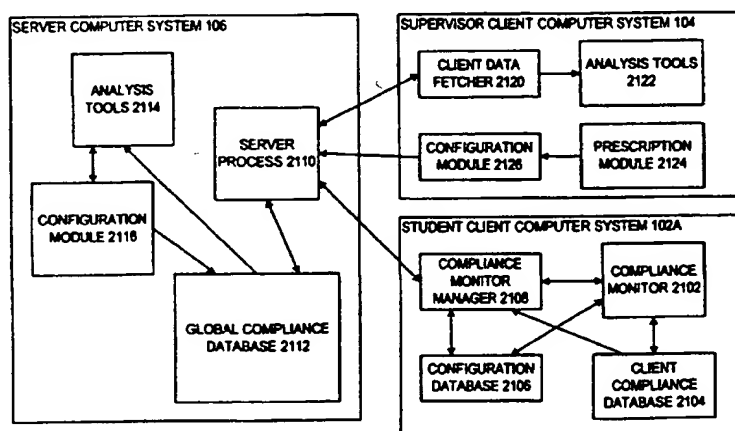 SERVER COMPUTER SYSTEM 106
ANALYSIS
TOOLS 2114
SERVER
PROCESS 2110
CONFIGURATION
MODULE 2116
GLOBAL COMPLIANCE
DATABASE 2112
SUPERVISOR CLIENT COMPUTER SYSTEM 104
CLIENT DATA
FETCHER 2120
ANALYSIS TOOLS
2122
CONFIGURATION
MODULE 2126
PRESCRIPTION
MODULE 2124
STUDENT CLIENT COMPUTER SYSTEM 102A
COMPLIANCE
MONITOR
MANAGER 2108
COMPLIANCE
MONITOR 2102
CONFIGURATION
DATABASE 2106
CLIENT
COMPLIANCE
DATABASE 2104